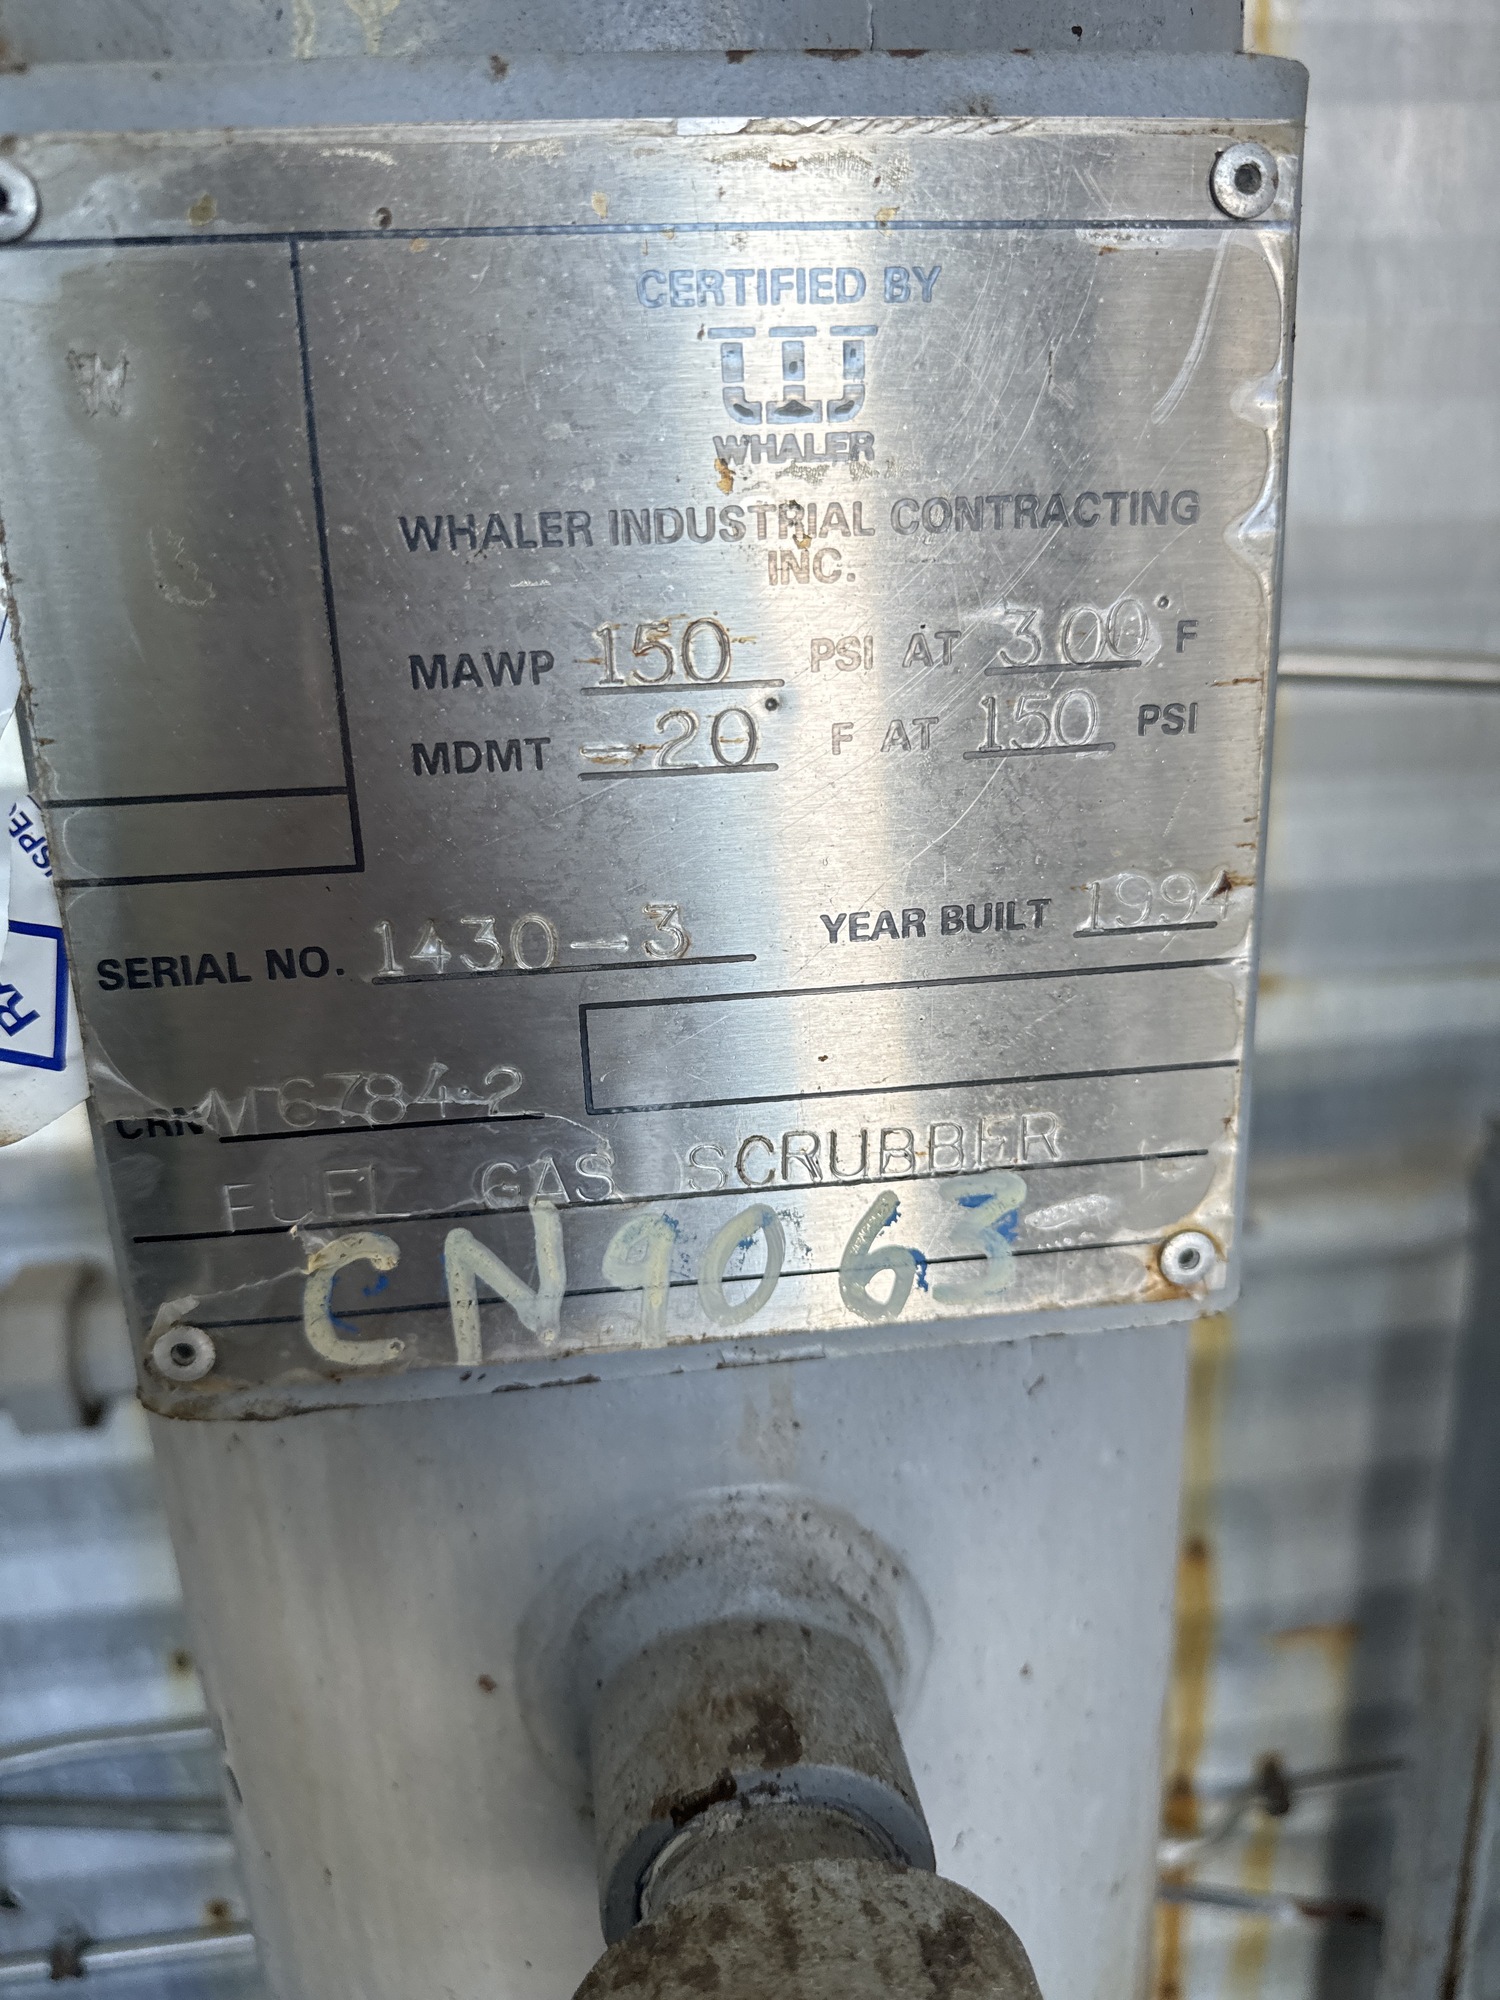 CERTIFIED BY
WHALER
WHALER INDUSTRIAL CONTRACTING
INC.
MAWP 150 PSI AT 300° F
MDMT -20° F AT 150 PSI
SERIAL NO. 1430-3 YEAR BUILT 1994
CRN M6784.2
FUEL GAS SCRUBBER
CN9063